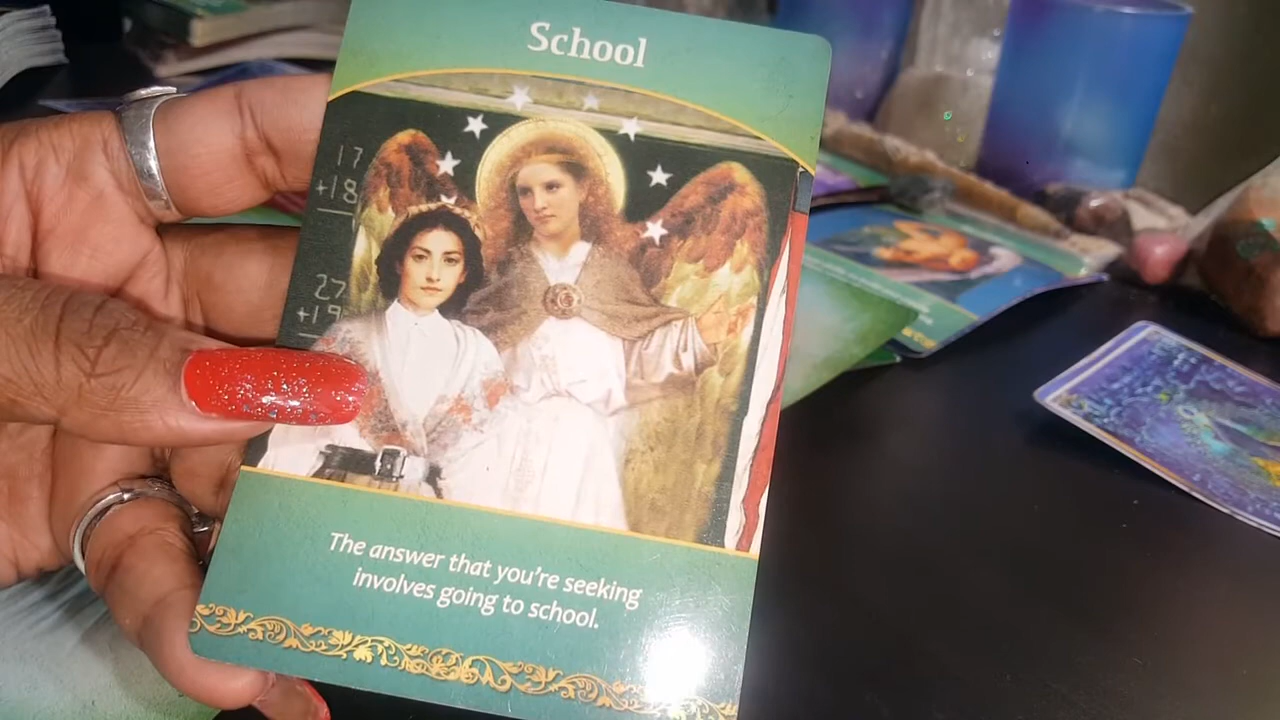 School
17
+18
27
+19
The answer that you're seeking
involves going to school.